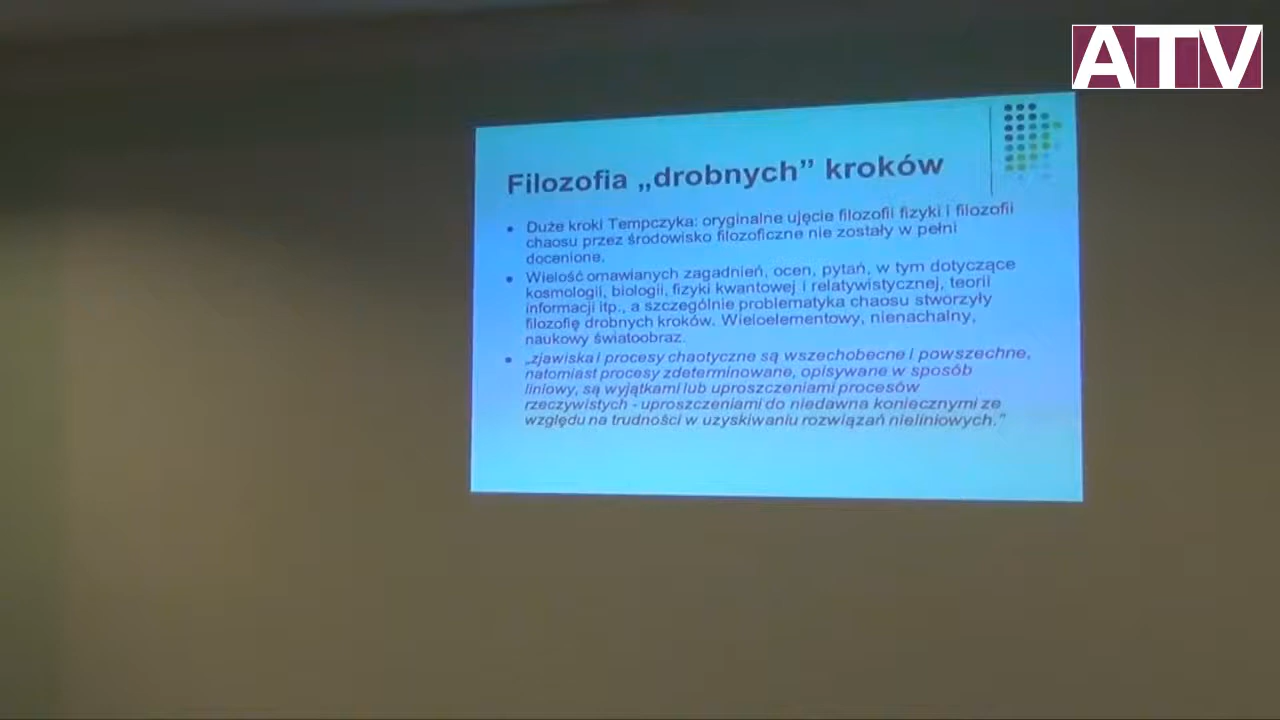 ATV
Filozofia „drobnych” kroków
Duże kroki Tempczyka: oryginalne ujęcie filozofii fizyki i filozofii
chaosu przez środowisko filozoficzne nie zostały w pełni
docenione.
Wielość omawianych zagadnień, ocen, pytań, w tym dotyczące
kosmologii, biologii, fizyki kwantowej i relatywistycznej, teorii
informacji itp., a szczególnie problematyka chaosu stworzyły
filozofię drobnych kroków. Wieloelementowy, nienachalny,
naukowy światoobraz.
„zjawiska i procesy chaotyczne są wszechobecne i powszechne,
natomiast procesy zdeterminowane, opisywane w sposób
liniowy, są wyjątkami lub uproszczeniami procesów
rzeczywistych - uproszczeniami do niedawna koniecznymi ze
względu na trudności w uzyskiwaniu rozwiązań nieliniowych.”